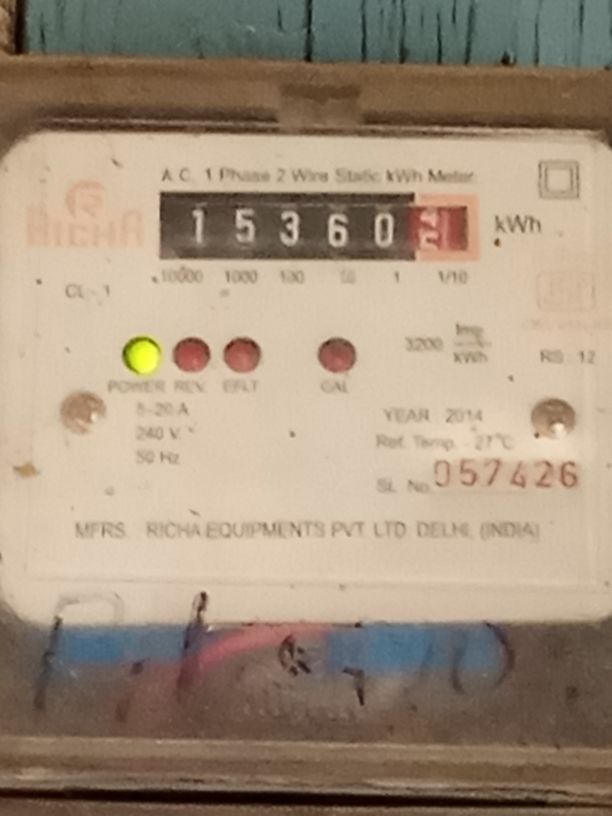 A.C. 1 Phase 2 Wire Static kWh Meter
RICHA
15360
kWh
10000 1000 100 10 1 1/10
CL-1
3200 Imp/kWh
RS 12
POWER REV. E/LT CAL
5-20 A
240 V
50 Hz
YEAR 2014
Ref. Temp. 27°C
SL No. 057426
MFRS. RICHA EQUIPMENTS PVT. LTD. DELHI, (INDIA)